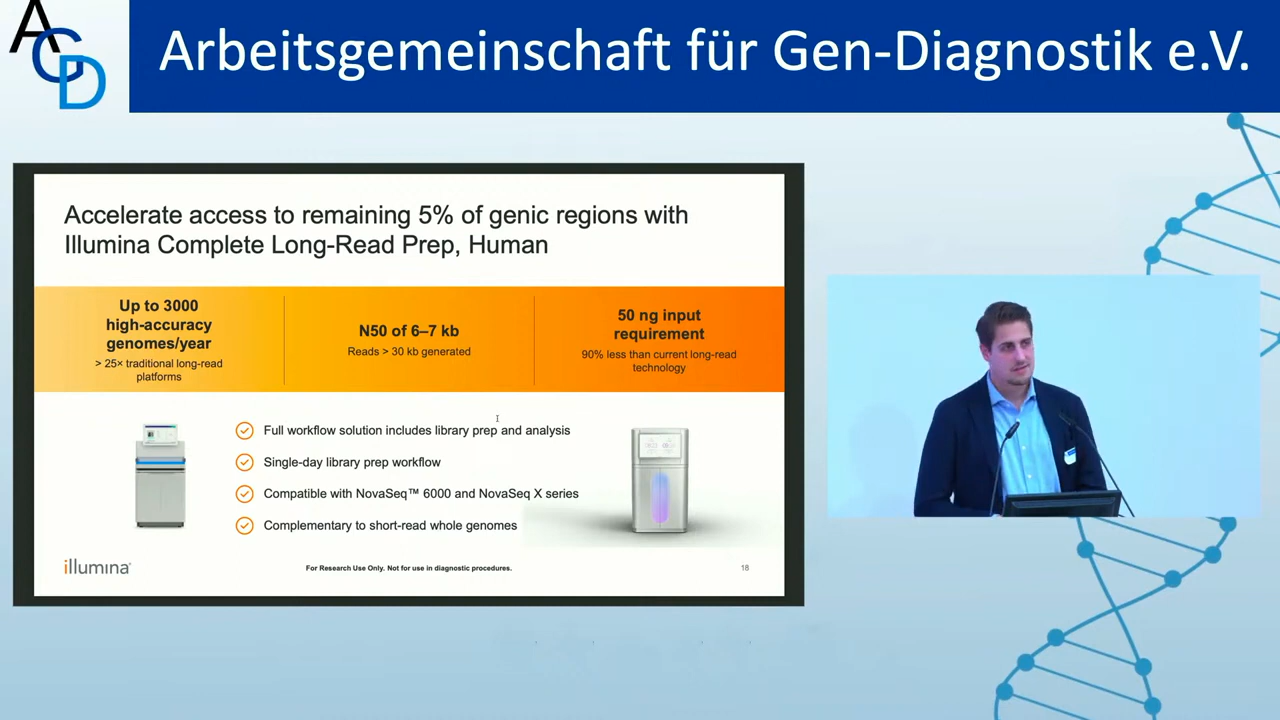 AGD
Arbeitsgemeinschaft für Gen-Diagnostik e.V.
Accelerate access to remaining 5% of genic regions with
Illumina Complete Long-Read Prep, Human
Up to 3000
high-accuracy
genomes/year
> 25× traditional long-read
platforms
N50 of 6–7 kb
Reads > 30 kb generated
50 ng input
requirement
90% less than current long-read
technology
Full workflow solution includes library prep and analysis
Single-day library prep workflow
Compatible with NovaSeq™ 6000 and NovaSeq X series
Complementary to short-read whole genomes
illumina®
For Research Use Only. Not for use in diagnostic procedures.
18